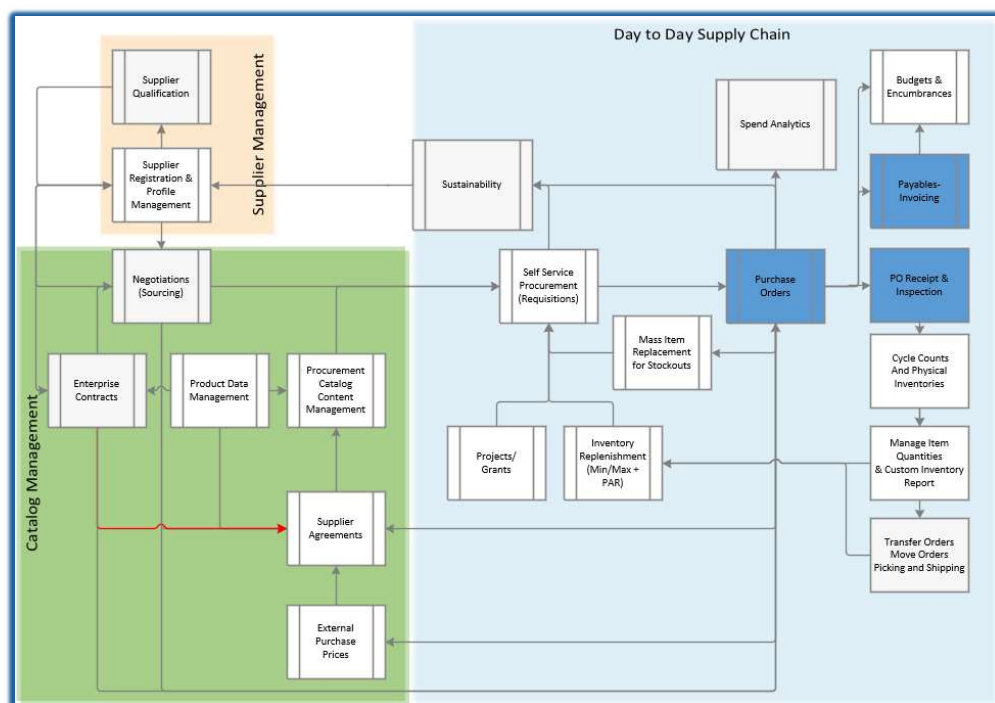 Day to Day Supply Chain
Supplier
Qualification
Supplier Management
Budgets &
Encumbrances
Spend Analytics
Supplier
Registration &
Profile
Management
Sustainability
Payables-
Invoicing
Negotiations
(Sourcing)
Self Service
Procurement
(Requisitions)
Purchase
Orders
PO Receipt &
Inspection
Mass Item
Replacement
for Stockouts
Cycle Counts
And Physical
Inventories
Catalog Management
Enterprise
Contracts
Product Data
Management
Procurement
Catalog
Content
Management
Projects/
Grants
Inventory
Replenishment
(Min/Max +
PAR)
Manage Item
Quantities
& Custom Inventory
Report
Supplier
Agreements
Transfer Orders
Move Orders
Picking and Shipping
External
Purchase
Prices